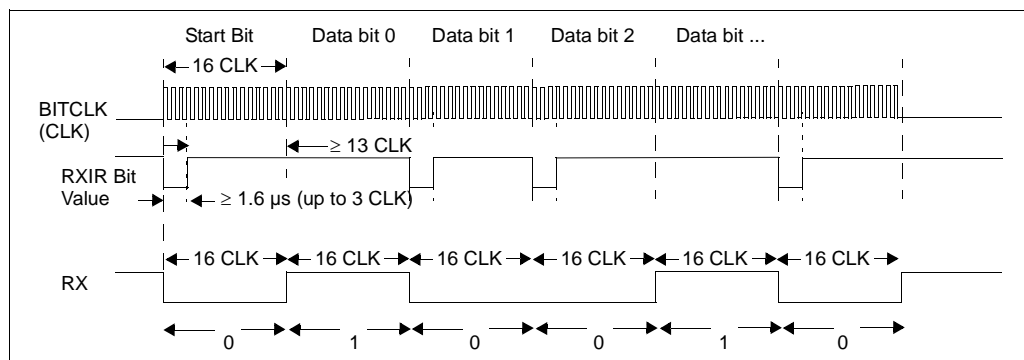 Start Bit Data bit 0 Data bit 1 Data bit 2 Data bit ...
16 CLK
BITCLK
(CLK)
≥ 13 CLK
RXIR Bit
Value
≥ 1.6 µs (up to 3 CLK)
16 CLK 16 CLK 16 CLK 16 CLK 16 CLK 16 CLK
RX
0 1 0 0 1 0